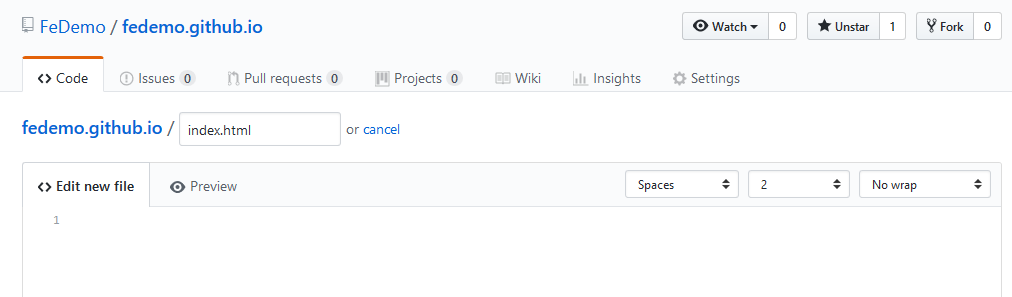 FeDemo / fedemo.github.io Watch 0 Unstar 1 Fork 0
Code Issues 0 Pull requests 0 Projects 0 Wiki Insights Settings
fedemo.github.io / index.html or cancel
Edit new file Preview Spaces 2 No wrap
1